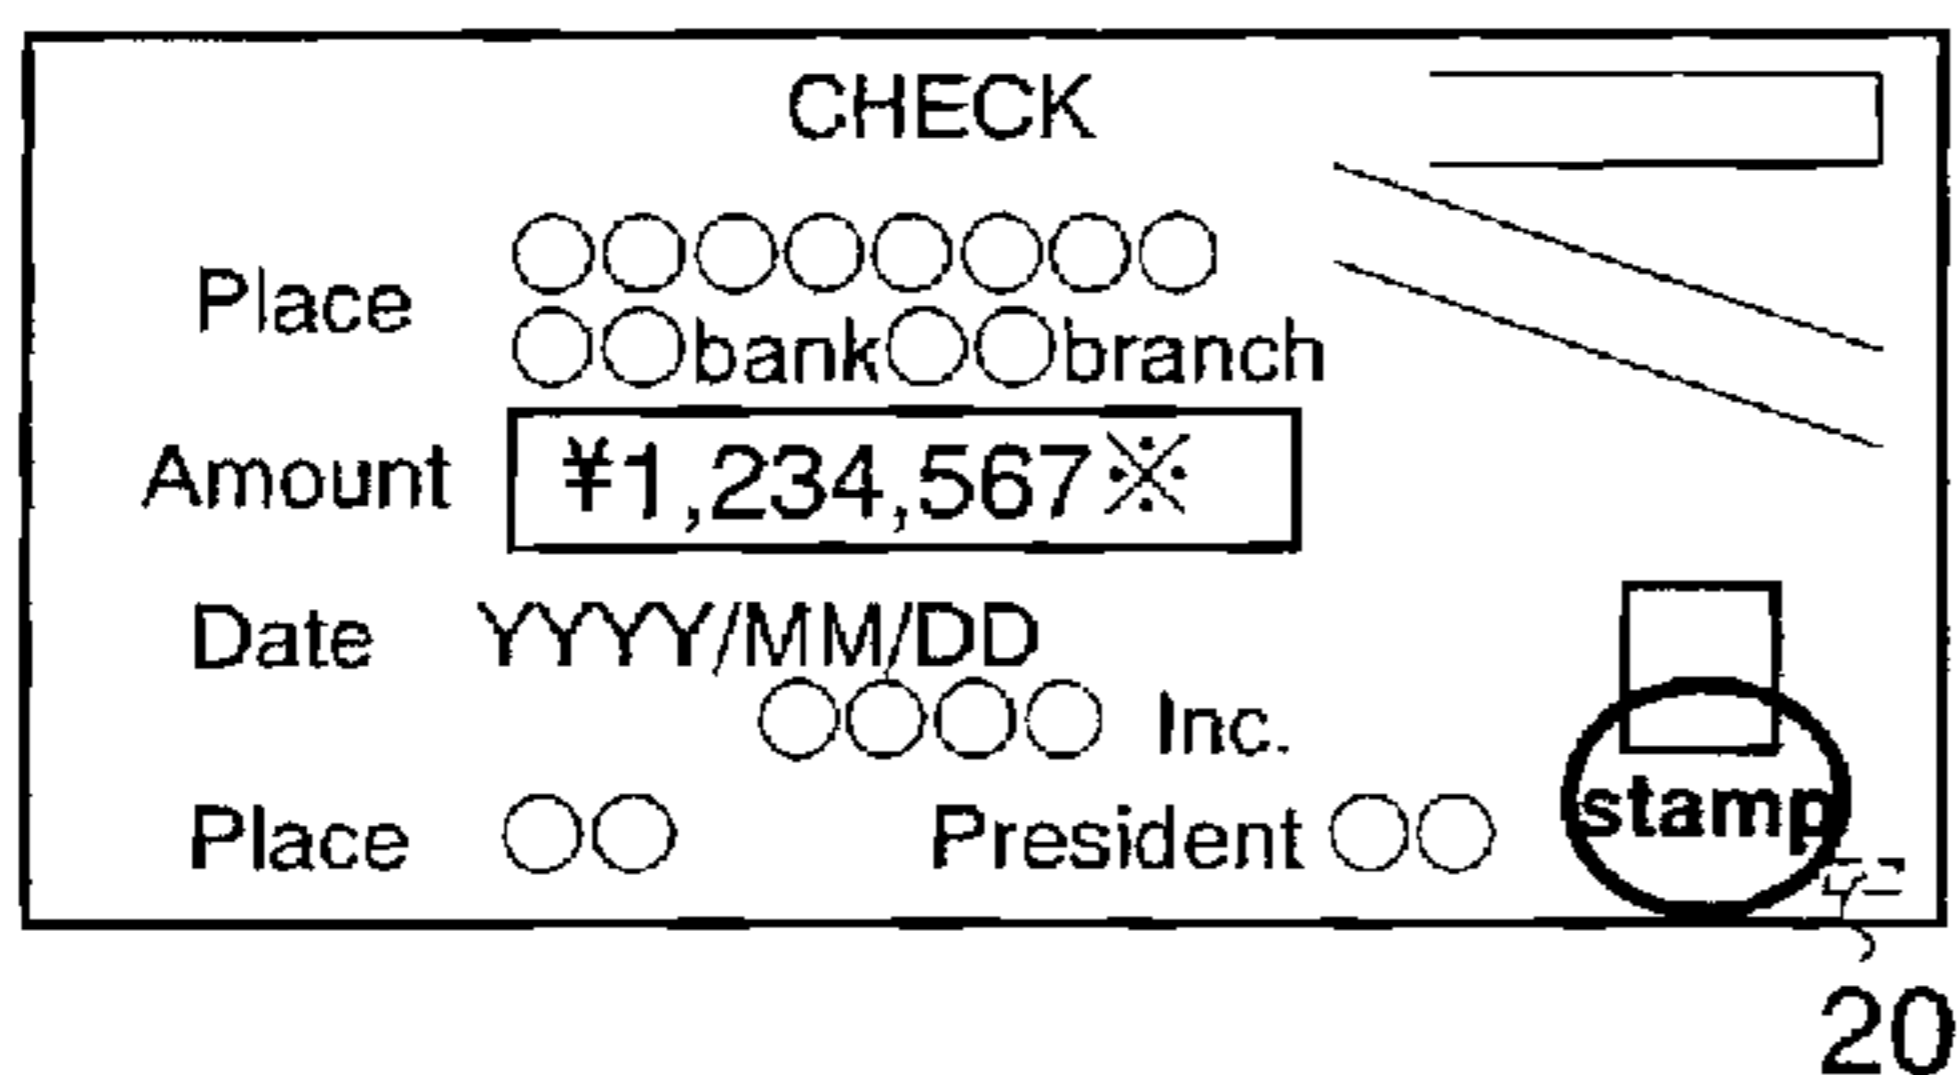 CHECK
Place ○○○○○○○○
○○bank○○branch
Amount ¥1,234,567※
Date YYYY/MM/DD
○○○○ Inc.
Place ○○ President ○○
stamp
20